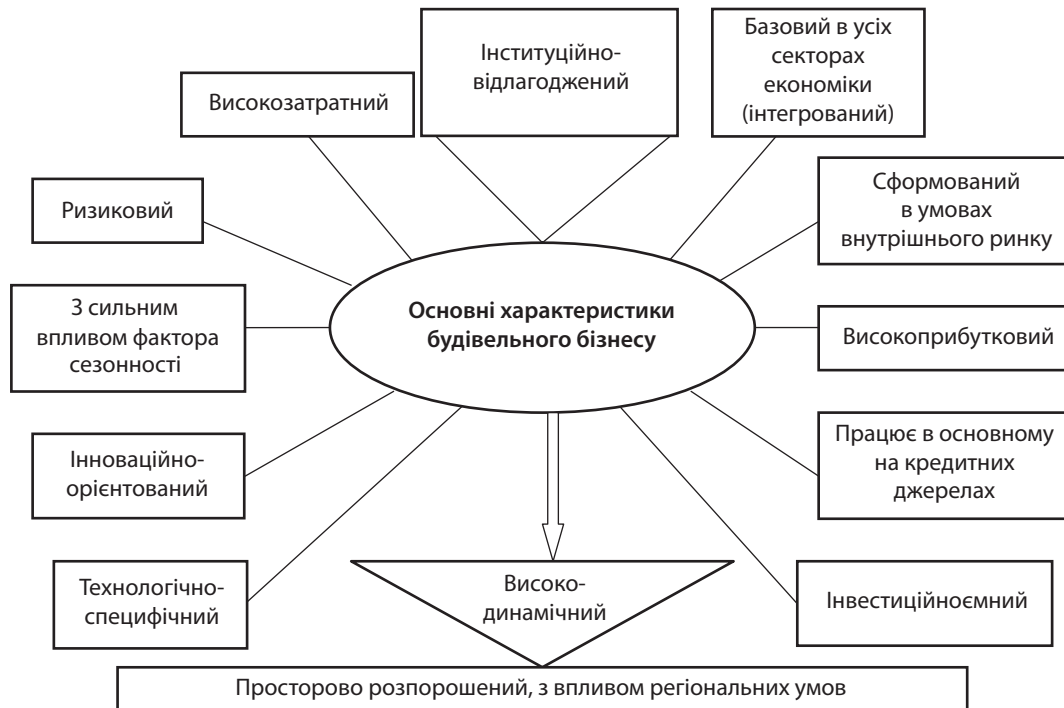 Інституційно-
відлагоджений
Базовий в усіх
секторах
економіки
(інтегрований)
Високозатратний
Сформований
в умовах
внутрішнього ринку
Ризиковий
Основні характеристики
будівельного бізнесу
З сильним
впливом фактора
сезонності
Високоприбутковий
Інноваційно-
орієнтований
Працює в основному
на кредитних
джерелах
Технологічно-
специфічний
Високо-
динамічний
Інвестиційноємний
Просторово розпорошений, з впливом регіональних умов